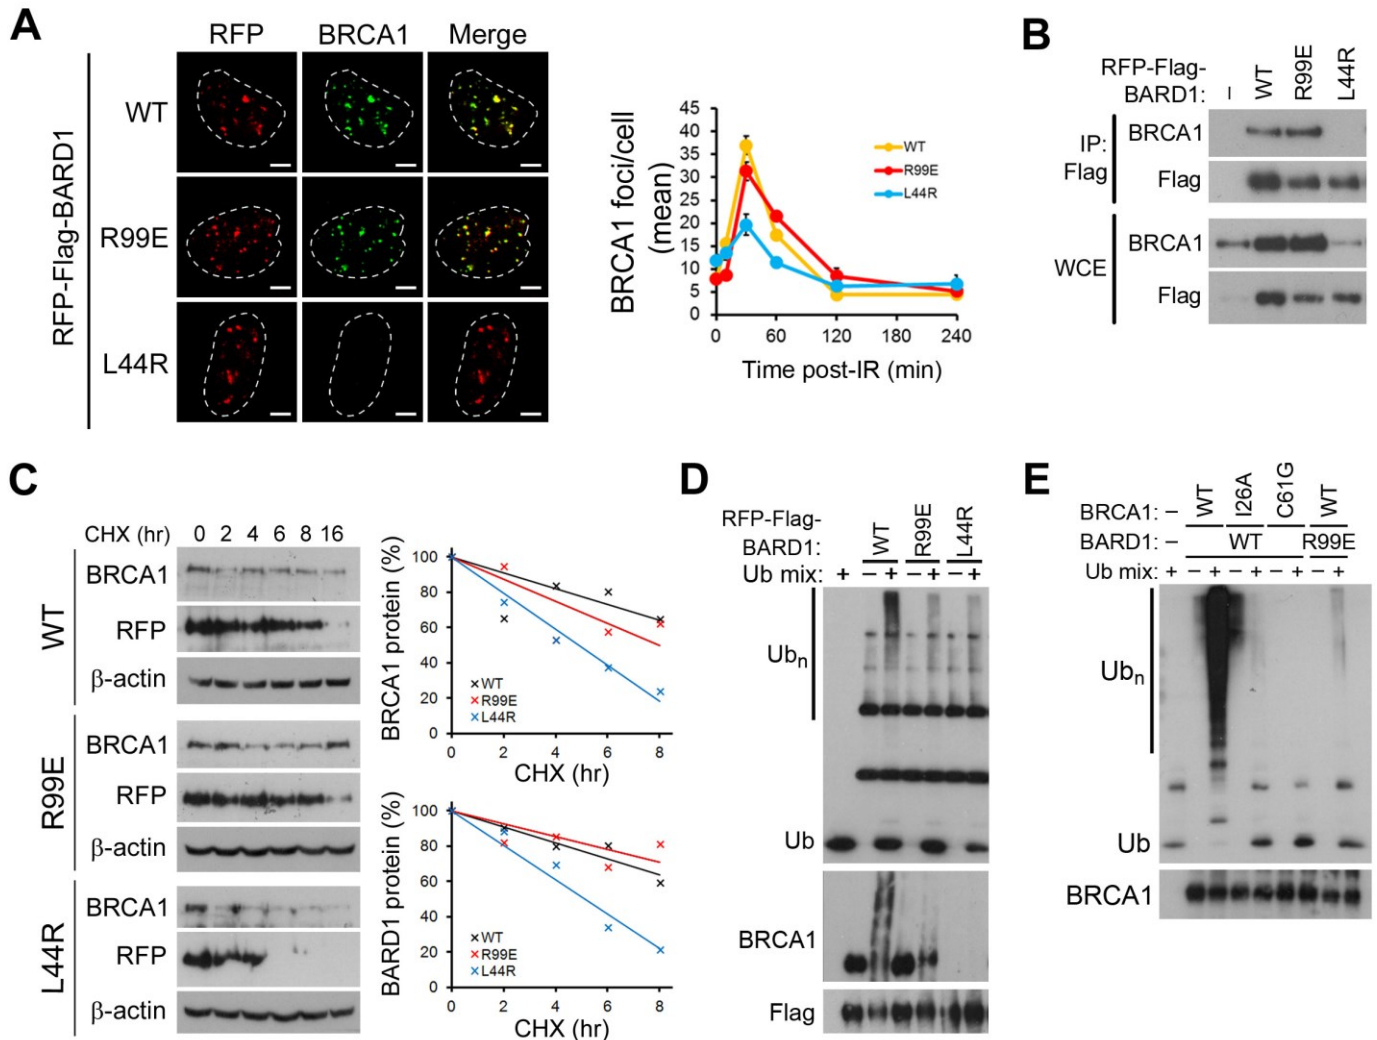 A
RFP BRCA1 Merge
RFP-Flag-BARD1
WT
R99E
L44R
BRCA1 foci/cell
(mean)
45
40
35
30
25
20
15
10
5
0
0 60 120 180 240
Time post-IR (min)
WT
R99E
L44R
B
RFP-Flag-
BARD1: – WT R99E L44R
IP:
Flag
BRCA1
Flag
WCE
BRCA1
Flag
C
CHX (hr) 0 2 4 6 8 16
WT
BRCA1
RFP
β-actin
R99E
BRCA1
RFP
β-actin
L44R
BRCA1
RFP
β-actin
BRCA1 protein (%)
100
80
60
40
20
0
0 2 4 6 8
CHX (hr)
WT
R99E
L44R
BARD1 protein (%)
100
80
60
40
20
0
0 2 4 6 8
CHX (hr)
WT
R99E
L44R
D
RFP-Flag-
BARD1: WT R99E L44R
Ub mix: + – + – + – +
Ubn
Ub
BRCA1
Flag
E
BRCA1: – WT I26A C61G WT
BARD1: – WT R99E
Ub mix: + – + – + – + – +
Ubn
Ub
BRCA1